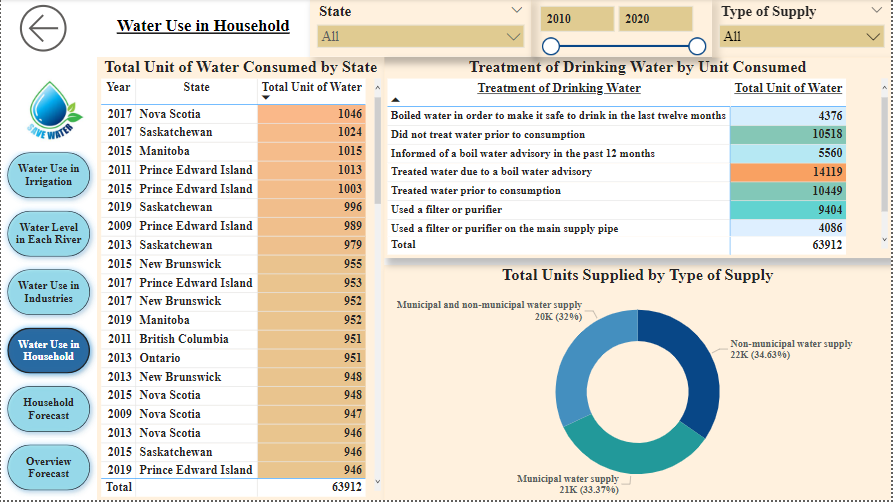 Water Use in Household
State
All
2010
2020
Type of Supply
All
SAVE WATER
Water Use in
Irrigation
Water Level
in Each River
Water Use in
Industries
Water Use in
Household
Household
Forecast
Overview
Forecast
Total Unit of Water Consumed by State
Year State Total Unit of Water
2017 Nova Scotia 1046
2017 Saskatchewan 1024
2015 Manitoba 1015
2011 Prince Edward Island 1013
2015 Prince Edward Island 1003
2019 Saskatchewan 996
2009 Prince Edward Island 989
2013 Saskatchewan 979
2015 New Brunswick 955
2017 Prince Edward Island 953
2017 New Brunswick 952
2019 Manitoba 952
2011 British Columbia 951
2013 Ontario 951
2013 New Brunswick 948
2015 Nova Scotia 948
2009 Nova Scotia 947
2013 Nova Scotia 946
2015 Saskatchewan 946
2019 Prince Edward Island 946
Total 63912
Treatment of Drinking Water by Unit Consumed
Treatment of Drinking Water Total Unit of Water
Boiled water in order to make it safe to drink in the last twelve months 4376
Did not treat water prior to consumption 10518
Informed of a boil water advisory in the past 12 months 5560
Treated water due to a boil water advisory 14119
Treated water prior to consumption 10449
Used a filter or purifier 9404
Used a filter or purifier on the main supply pipe 4086
Total 63912
Total Units Supplied by Type of Supply
Municipal and non-municipal water supply
20K (32%)
Non-municipal water supply
22K (34.63%)
Municipal water supply
21K (33.37%)